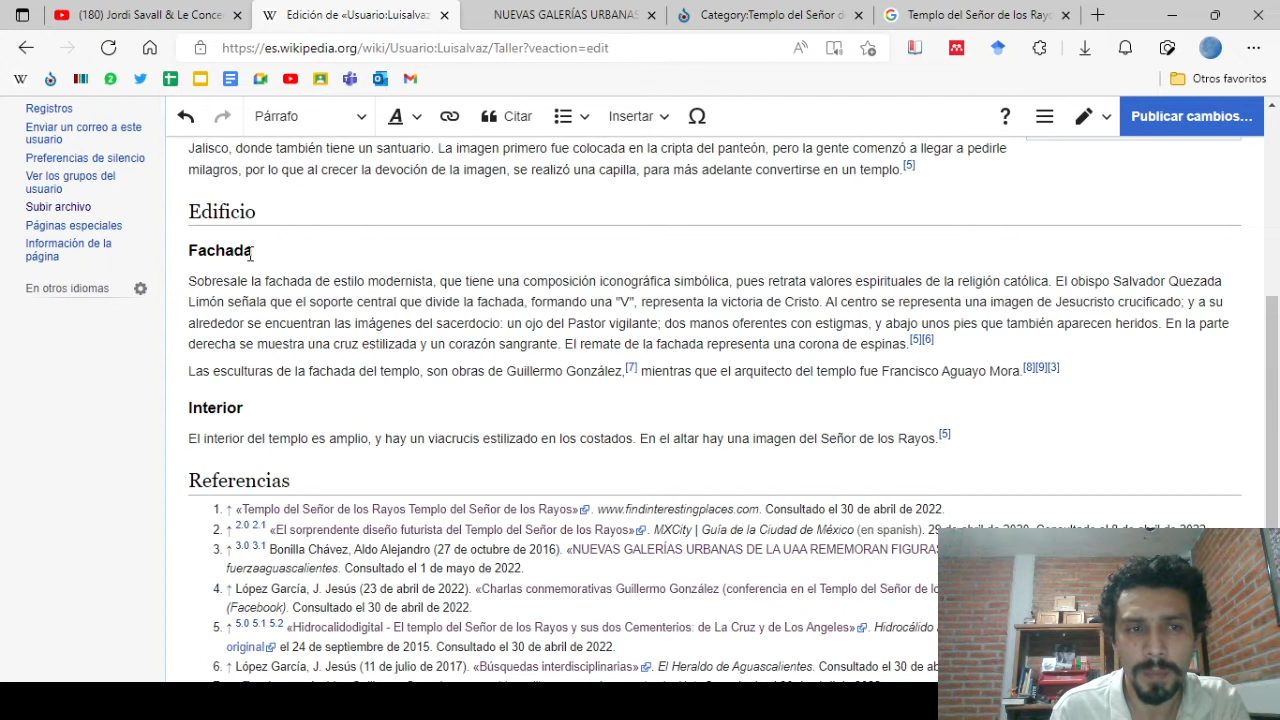 (180) Jordi Savall & Le Conce
Edición de «Usuario:Luisalvaz
NUEVAS GALERÍAS URBANAS
Category:Templo del Señor d
Templo del Señor de los Rayo
https://es.wikipedia.org/wiki/Usuario:Luisalvaz/Taller?veaction=edit
Otros favoritos
Registros
Enviar un correo a este
usuario
Preferencias de silencio
Ver los grupos del
usuario
Subir archivo
Páginas especiales
Información de la
página
En otros idiomas
Párrafo
A
Citar
Insertar
Ω
?
Publicar cambios...
Jalisco, donde también tiene un santuario. La imagen primero fue colocada en la cripta del panteón, pero la gente comenzó a llegar a pedirle
milagros, por lo que al crecer la devoción de la imagen, se realizó una capilla, para más adelante convertirse en un templo.[5]
Edificio
Fachada
Sobresale la fachada de estilo modernista, que tiene una composición iconográfica simbólica, pues retrata valores espirituales de la religión católica. El obispo Salvador Quezada
Limón señala que el soporte central que divide la fachada, formando una "V", representa la victoria de Cristo. Al centro se representa una imagen de Jesucristo crucificado; y a su
alrededor se encuentran las imágenes del sacerdocio: un ojo del Pastor vigilante; dos manos oferentes con estigmas, y abajo unos pies que también aparecen heridos. En la parte
derecha se muestra una cruz estilizada y un corazón sangrante. El remate de la fachada representa una corona de espinas.[5][6]
Las esculturas de la fachada del templo, son obras de Guillermo González,[7] mientras que el arquitecto del templo fue Francisco Aguayo Mora.[8][9][3]
Interior
El interior del templo es amplio, y hay un viacrucis estilizado en los costados. En el altar hay una imagen del Señor de los Rayos.[5]
Referencias
1. ↑ «Templo del Señor de los Rayos Templo del Señor de los Rayos». www.findinterestingplaces.com. Consultado el 30 de abril de 2022.
2. ↑ 2.0 2.1 «El sorprendente diseño futurista del Templo del Señor de los Rayos». MXCity | Guía de la Ciudad de México (en spanish). 29
3. ↑ 3.0 3.1 Bonilla Chávez, Aldo Alejandro (27 de octubre de 2016). «NUEVAS GALERÍAS URBANAS DE LA UAA REMEMORAN FIGURAS
fuerzaaguascalientes. Consultado el 1 de mayo de 2022.
4. ↑ López García, J. Jesús (23 de abril de 2022). «Charlas conmemorativas Guillermo González (conferencia en el Templo del Señor de lo
(Facebook). Consultado el 30 de abril de 2022.
5. ↑ 5.0 5.1 5.2 «Hidrocalidodigital - El templo del Señor de los Rayos y sus dos Cementerios: de La Cruz y de Los Angeles». Hidrocálido
original el 24 de septiembre de 2015. Consultado el 30 de abril de 2022.
6. ↑ López García, J. Jesús (11 de julio de 2017). «Búsquedas interdisciplinarias». El Heraldo de Aguascalientes. Consultado el 30 de ab